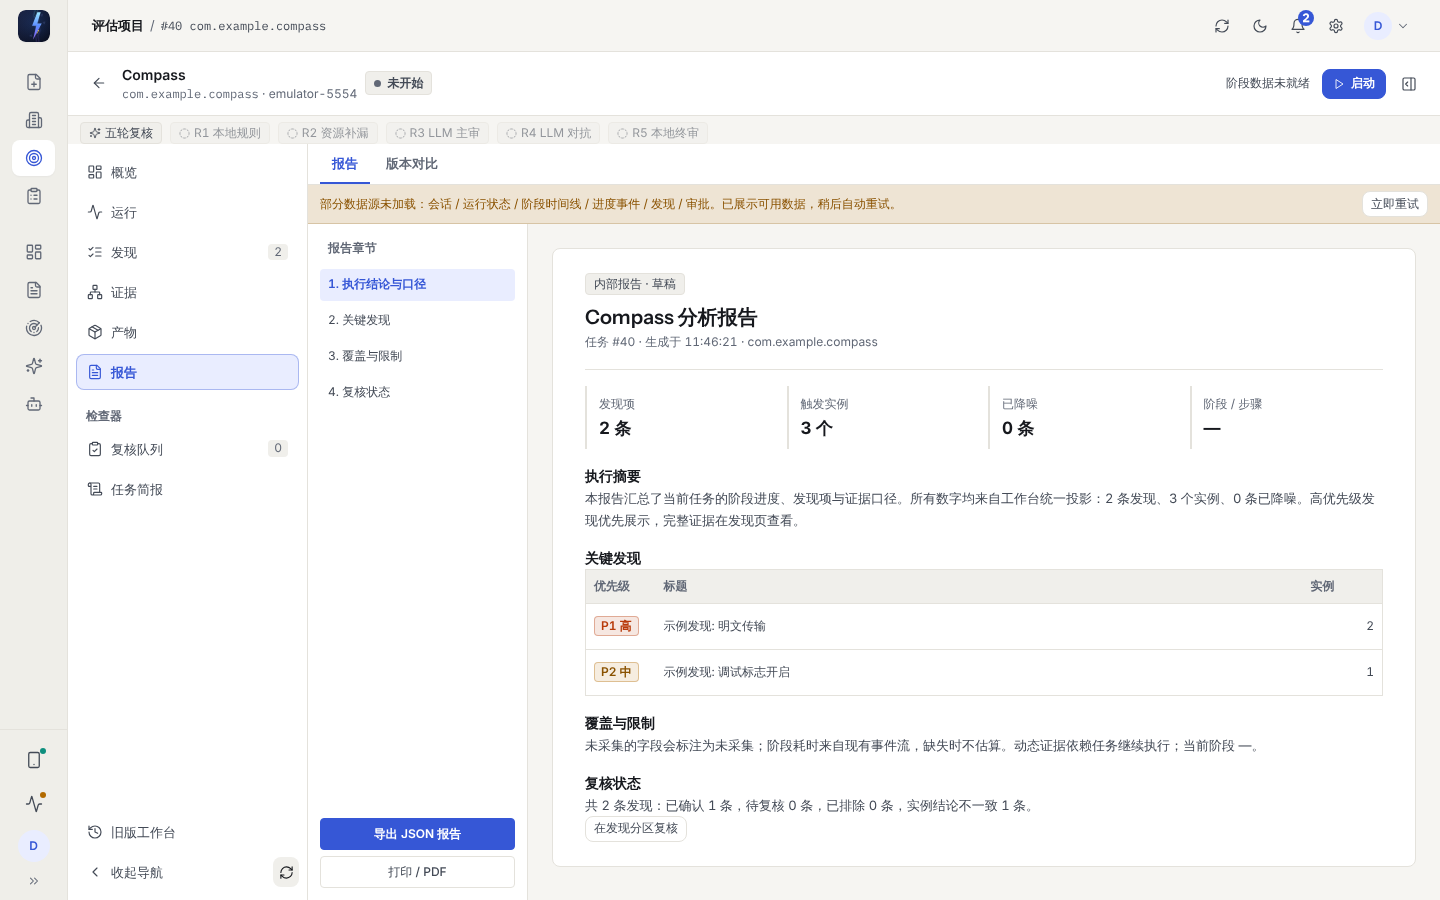 评估项目 / #40 com.example.compass
2
D
Compass
com.example.compass · emulator-5554
未开始
阶段数据未就绪
启动
五轮复核
R1 本地规则
R2 资源补漏
R3 LLM 主审
R4 LLM 对抗
R5 本地终审
概览
运行
发现 2
证据
产物
报告
检查器
复核队列 0
任务简报
旧版工作台
收起导航
D
报告
版本对比
部分数据源未加载：会话 / 运行状态 / 阶段时间线 / 进度事件 / 发现 / 审批。已展示可用数据，稍后自动重试。
立即重试
报告章节
1. 执行结论与口径
2. 关键发现
3. 覆盖与限制
4. 复核状态
导出 JSON 报告
打印 / PDF
内部报告 · 草稿
Compass 分析报告
任务 #40 · 生成于 11:46:21 · com.example.compass
发现项
2 条
触发实例
3 个
已降噪
0 条
阶段 / 步骤
—
执行摘要
本报告汇总了当前任务的阶段进度、发现项与证据口径。所有数字均来自工作台统一投影：2 条发现、3 个实例、0 条已降噪。高优先级发
现优先展示，完整证据在发现页查看。
关键发现
优先级 标题 实例
P1 高 示例发现: 明文传输 2
P2 中 示例发现: 调试标志开启 1
覆盖与限制
未采集的字段会标注为未采集；阶段耗时来自现有事件流，缺失时不估算。动态证据依赖任务继续执行；当前阶段 —。
复核状态
共 2 条发现：已确认 1 条，待复核 0 条，已排除 0 条，实例结论不一致 1 条。
在发现分区复核